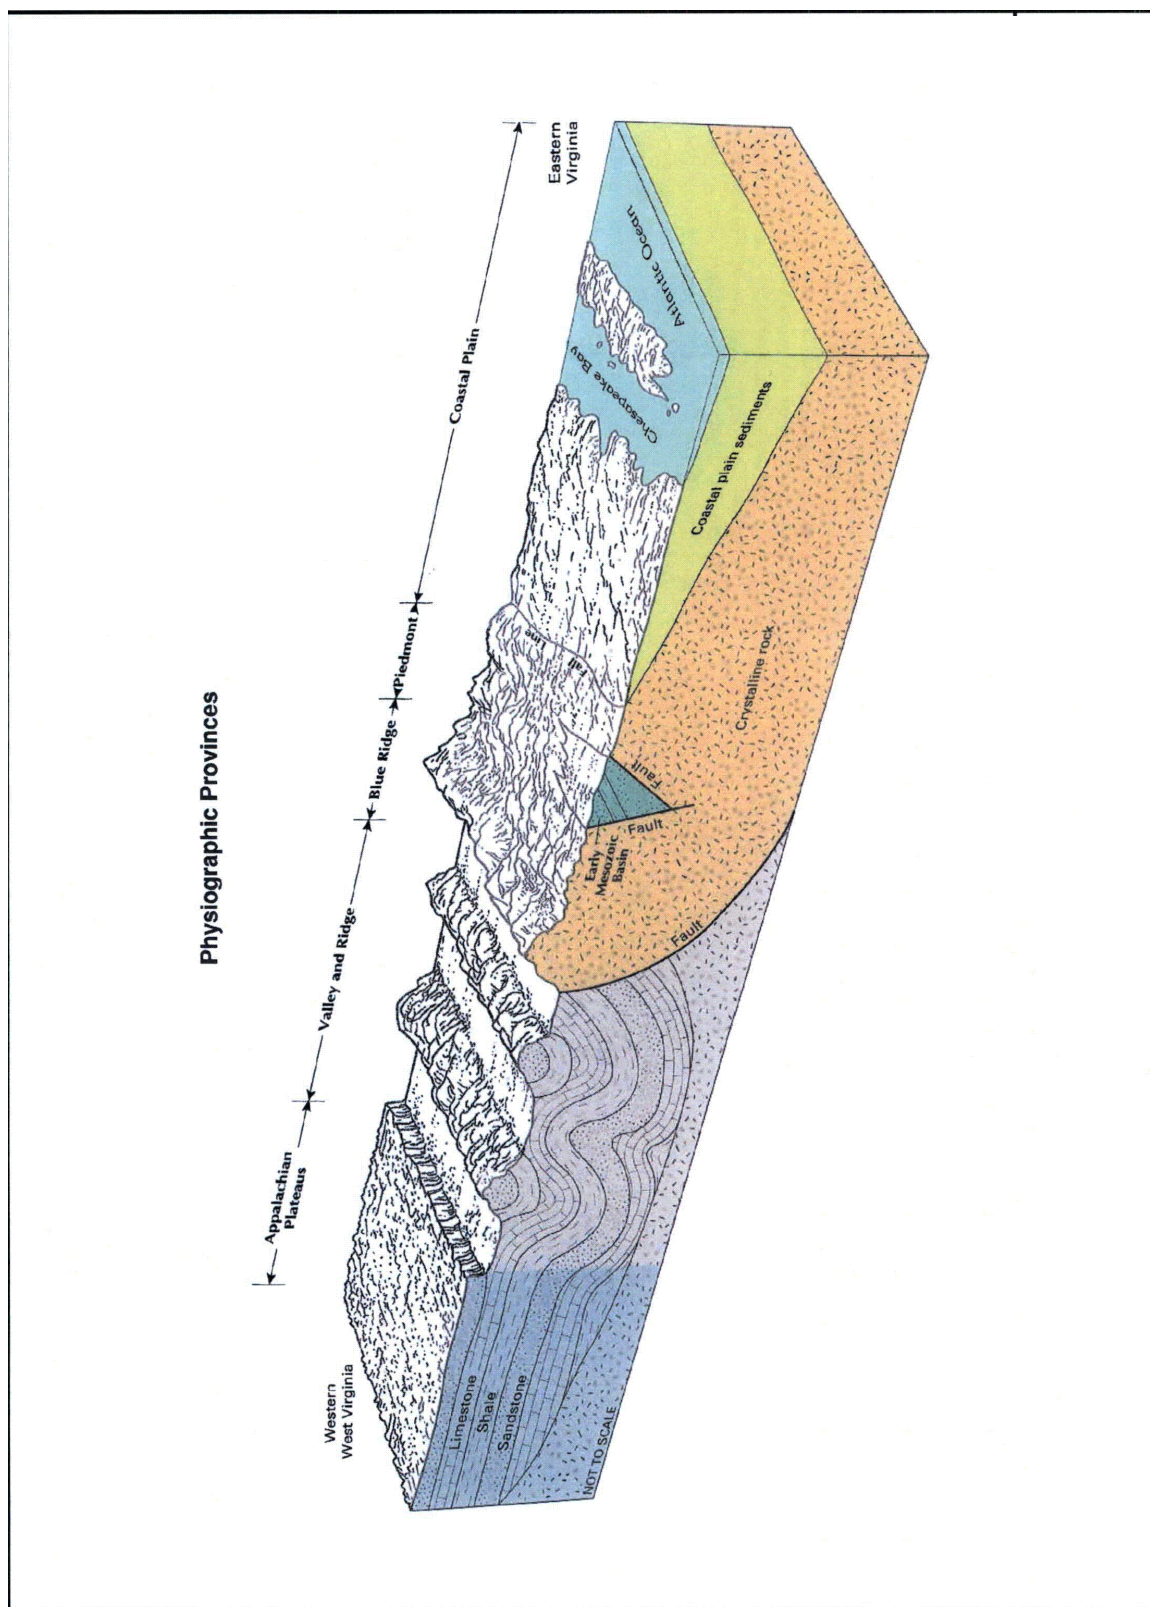 Physiographic Provinces
Western
West Virginia
Appalachian
Plateaus
Valley and Ridge
Blue Ridge
Piedmont
Coastal Plain
Eastern
Virginia
Limestone
Shale
Sandstone
NOT TO SCALE
Fault
Early
Mesozoic
Basin
Fault
Fault
Fall Line
Crystalline rock
Coastal plain sediments
Chesapeake Bay
Atlantic Ocean